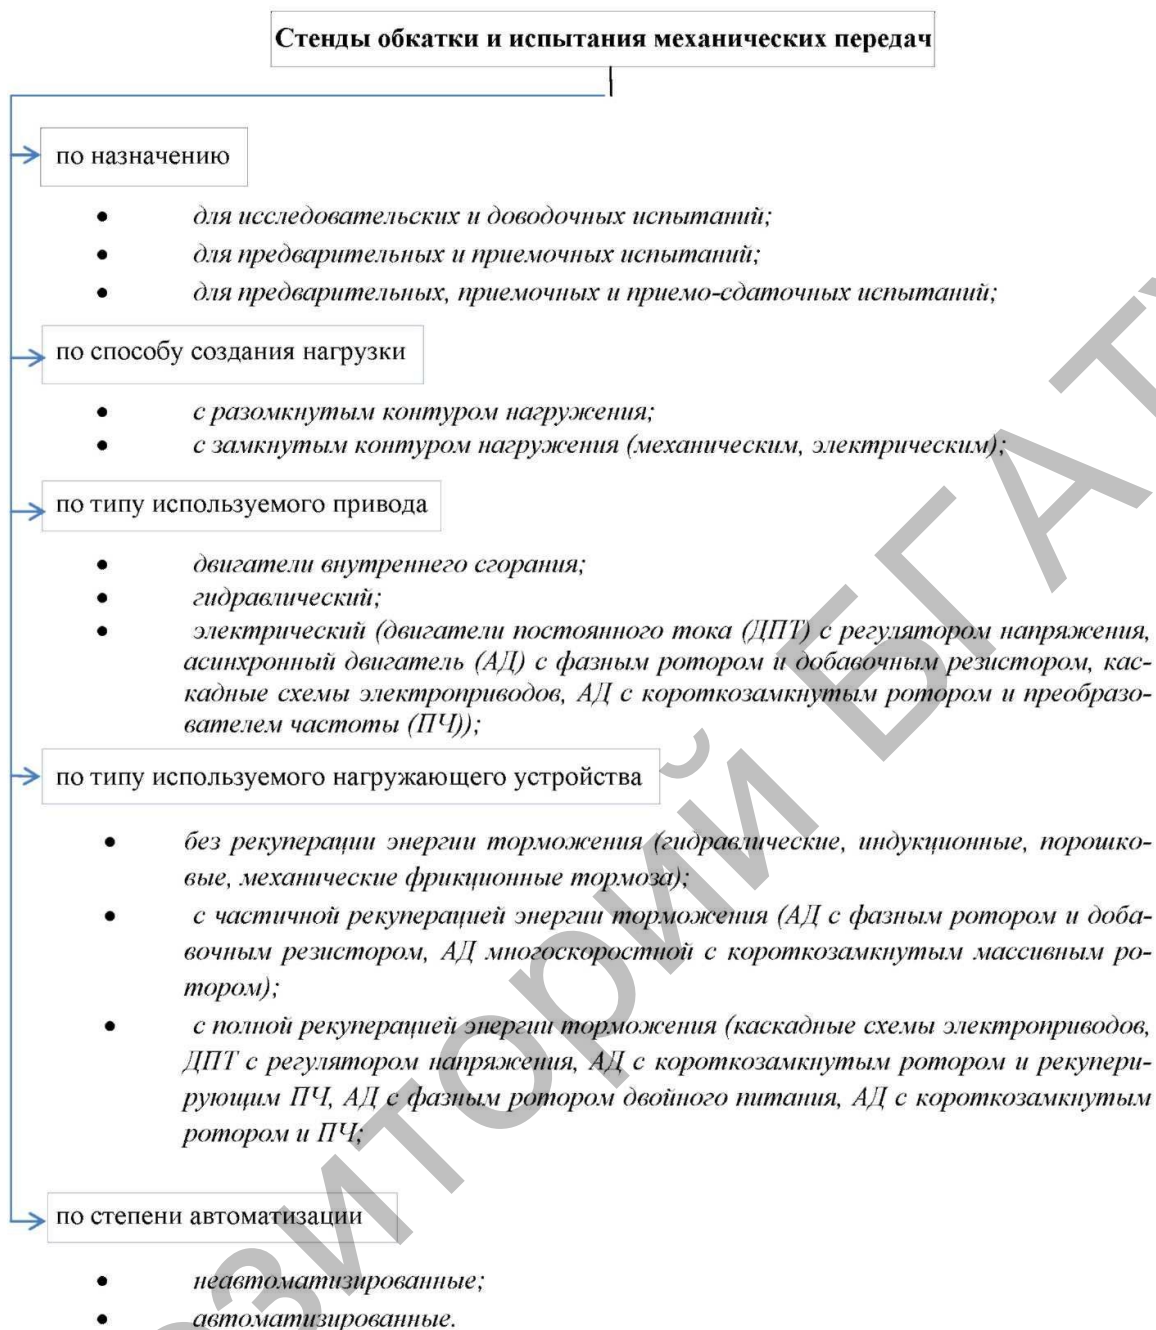 Стенды обкатки и испытания механических передач
по назначению
• для исследовательских и доводочных испытаний;
• для предварительных и приемочных испытаний;
• для предварительных, приемочных и приемо-сдаточных испытаний;
по способу создания нагрузки
• с разомкнутым контуром нагружения;
• с замкнутым контуром нагружения (механическим, электрическим);
по типу используемого привода
• двигатели внутреннего сгорания;
• гидравлический;
• электрический (двигатели постоянного тока (ДПТ) с регулятором напряжения,
асинхронный двигатель (АД) с фазным ротором и добавочным резистором, кас-
кадные схемы электроприводов, АД с короткозамкнутым ротором и преобразо-
вателем частоты (ПЧ));
по типу используемого нагружающего устройства
• без рекуперации энергии торможения (гидравлические, индукционные, порошко-
вые, механические фрикционные тормоза);
• с частичной рекуперацией энергии торможения (АД с фазным ротором и доба-
вочным резистором, АД многоскоростной с короткозамкнутым массивным ро-
тором);
• с полной рекуперацией энергии торможения (каскадные схемы электроприводов,
ДПТ с регулятором напряжения, АД с короткозамкнутым ротором и рекупери-
рующим ПЧ, АД с фазным ротором двойного питания, АД с короткозамкнутым
ротором и ПЧ;
по степени автоматизации
• неавтоматизированные;
• автоматизированные.
зиторий БГАТУ